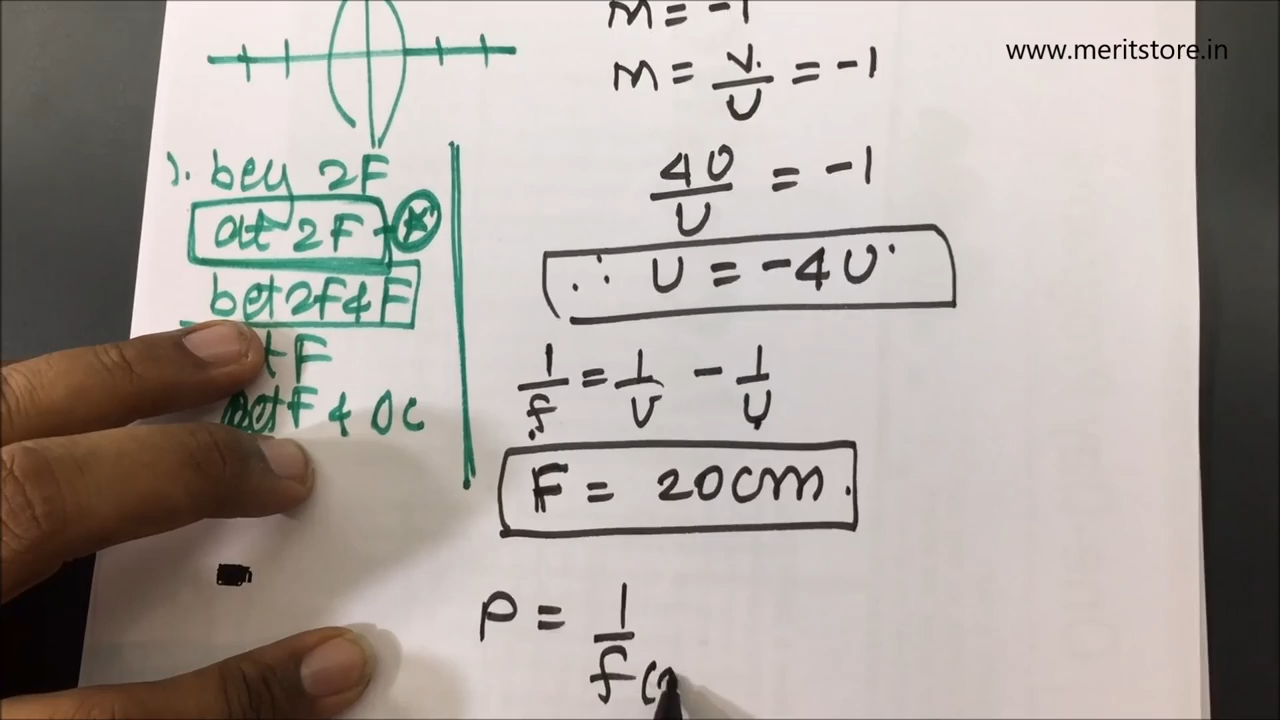 www.meritstore.in
m = -1
m = v/u = -1
40/u = -1
∴ u = -40.
1/f = 1/v - 1/u
F = 20cm.
P = 1/f (
1. bey 2F
at 2F -
bet 2F & F
t F
Bet F & OC